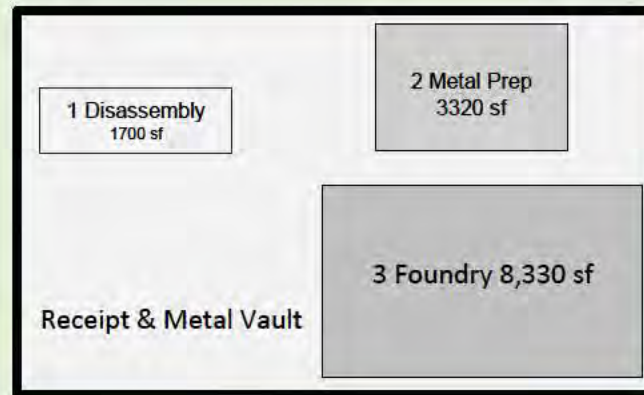 1 Disassembly
1700 sf
2 Metal Prep
3320 sf
3 Foundry 8,330 sf
Receipt & Metal Vault